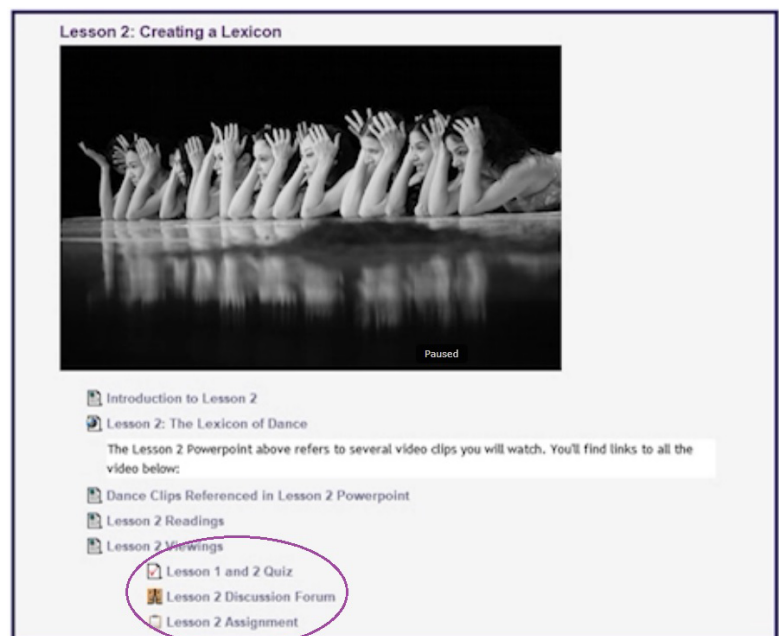 Lesson 2: Creating a Lexicon
Paused
Introduction to Lesson 2
Lesson 2: The Lexicon of Dance
The Lesson 2 Powerpoint above refers to several video clips you will watch. You'll find links to all the
video below:
Dance Clips Referenced in Lesson 2 Powerpoint
Lesson 2 Readings
Lesson 2 Viewings
Lesson 1 and 2 Quiz
Lesson 2 Discussion Forum
Lesson 2 Assignment